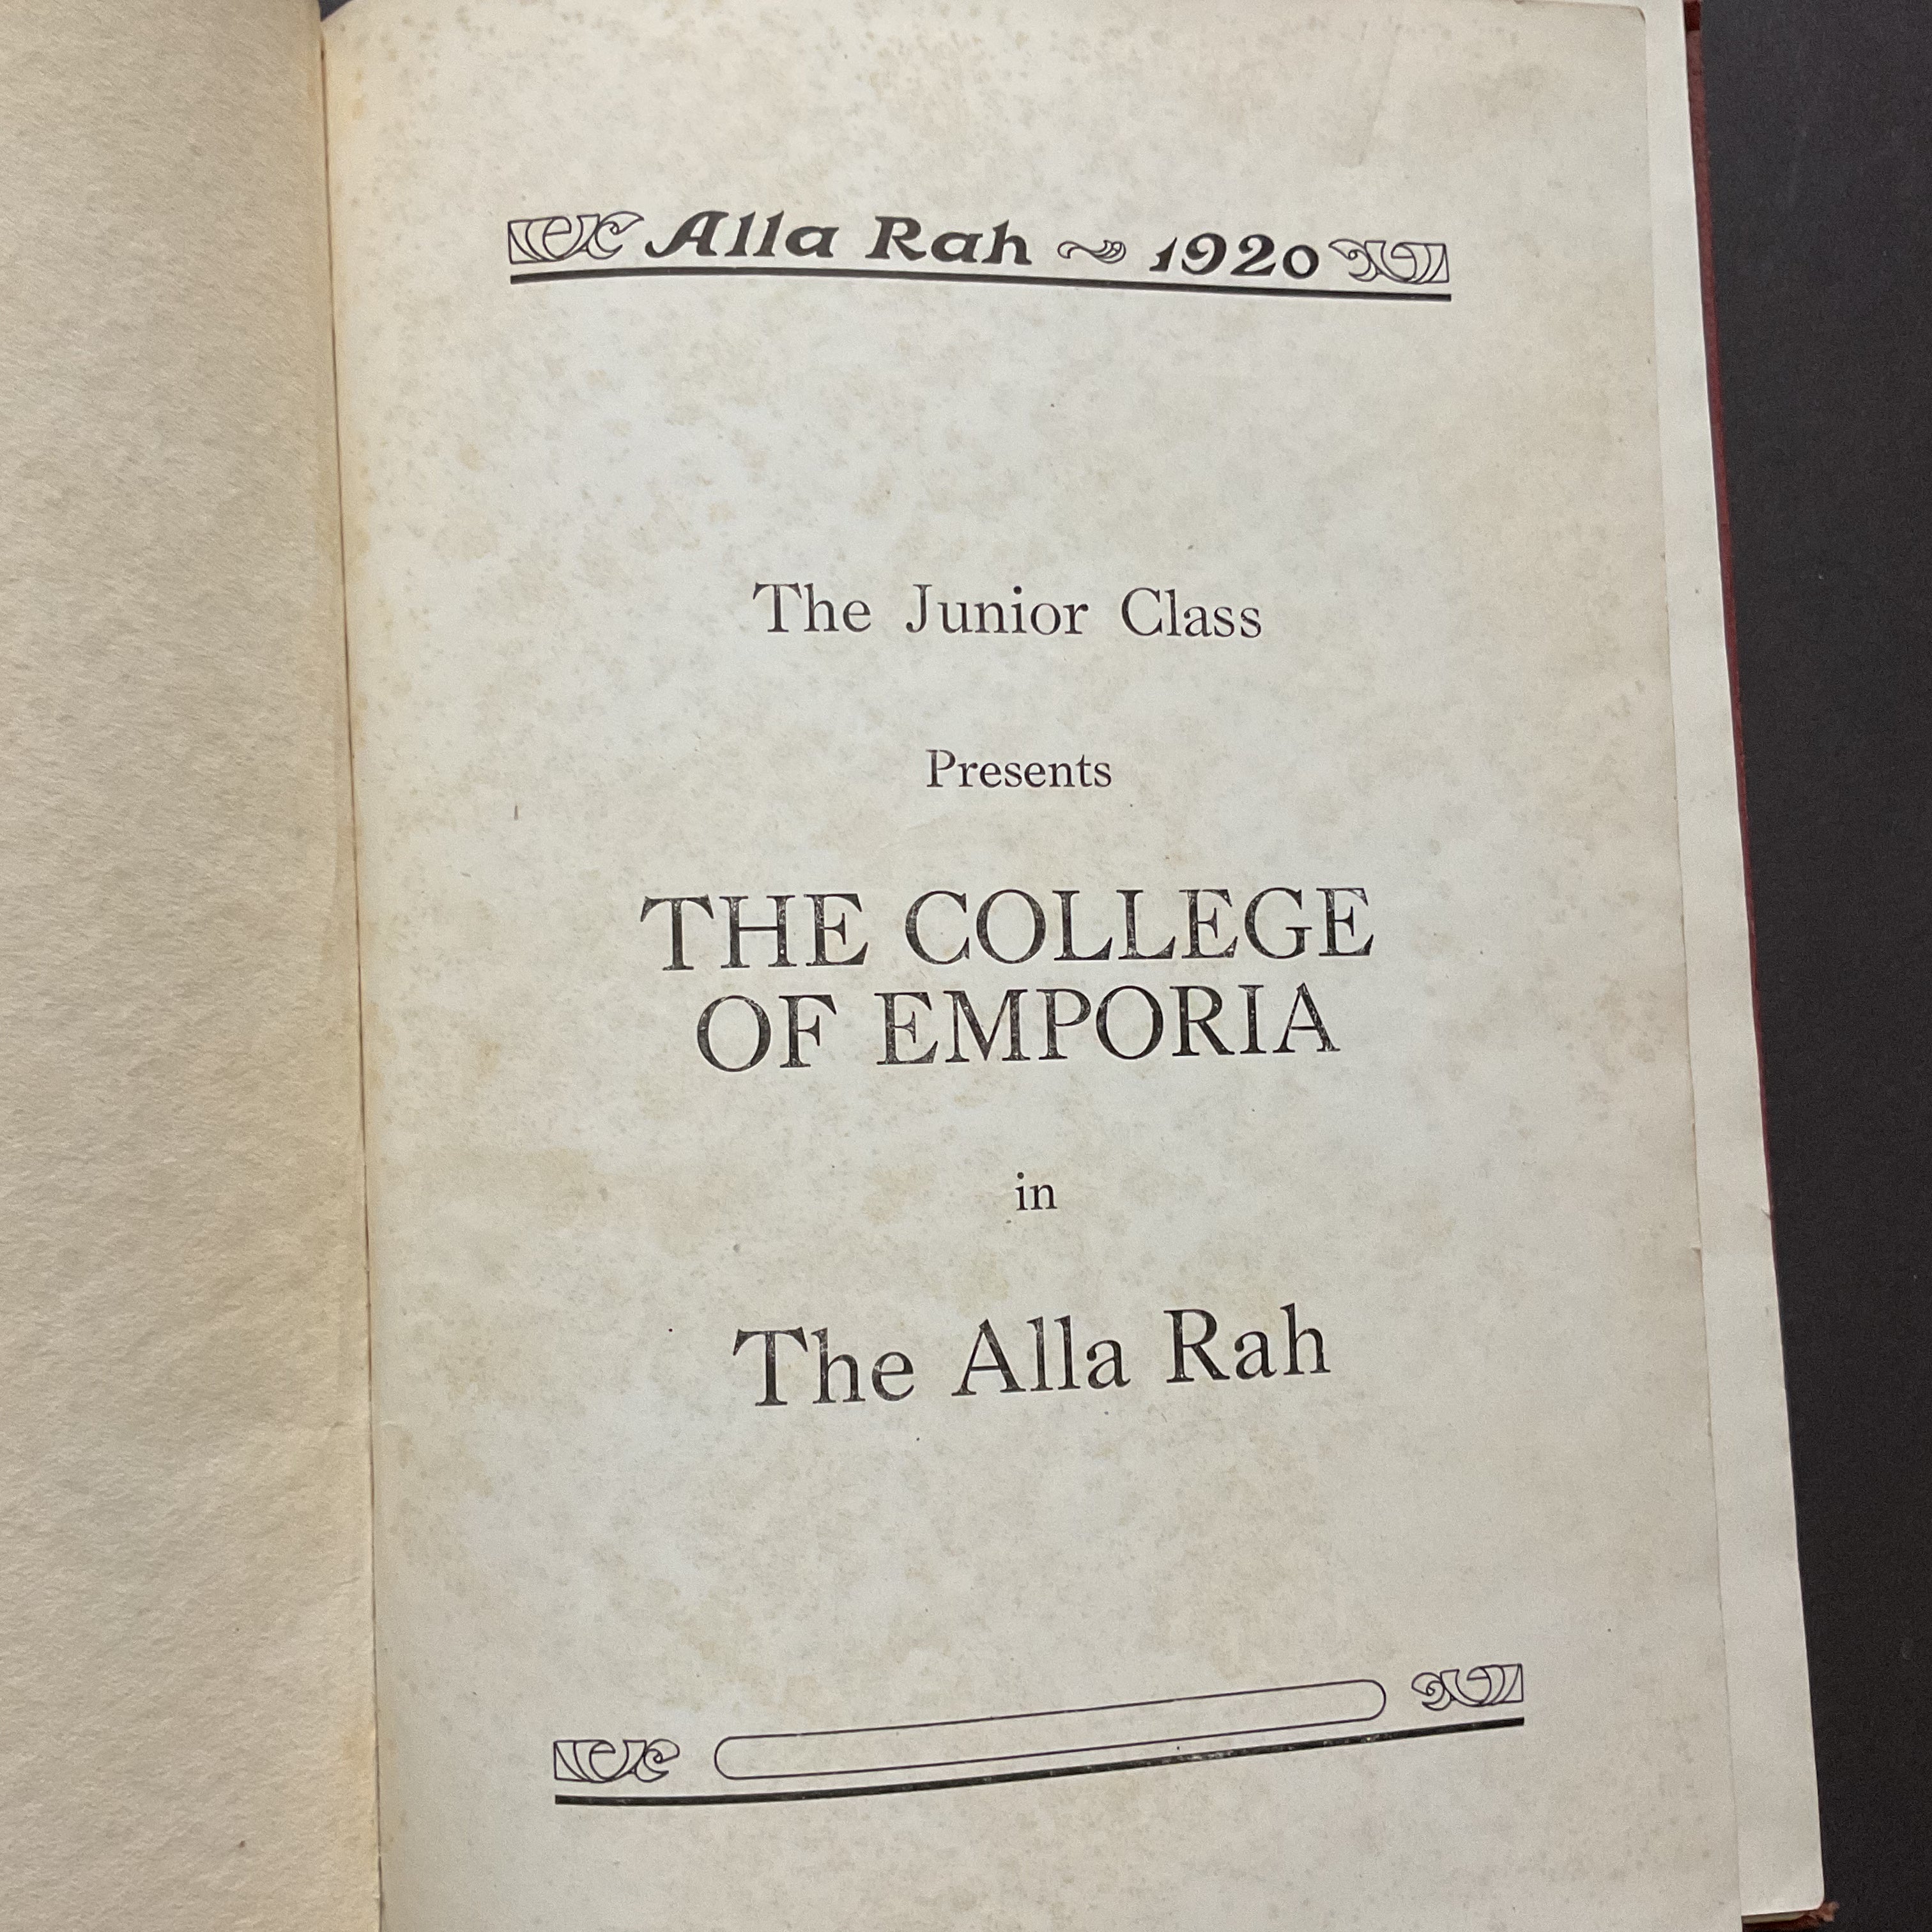 Alla Rah ~ 1920
The Junior Class
Presents
THE COLLEGE
OF EMPORIA
in
The Alla Rah